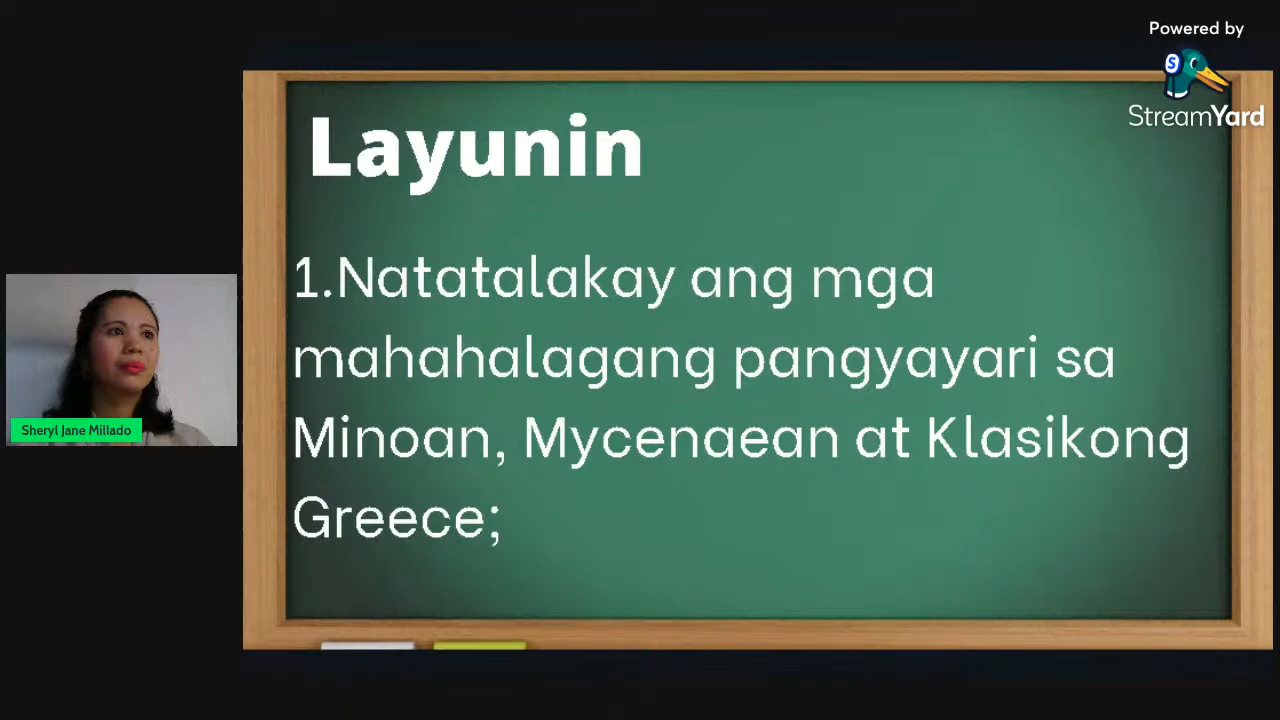 Powered by
StreamYard
Layunin
1.Natatalakay ang mga
mahahalagang pangyayari sa
Minoan, Mycenaean at Klasikong
Greece;
Sheryl Jane Millado